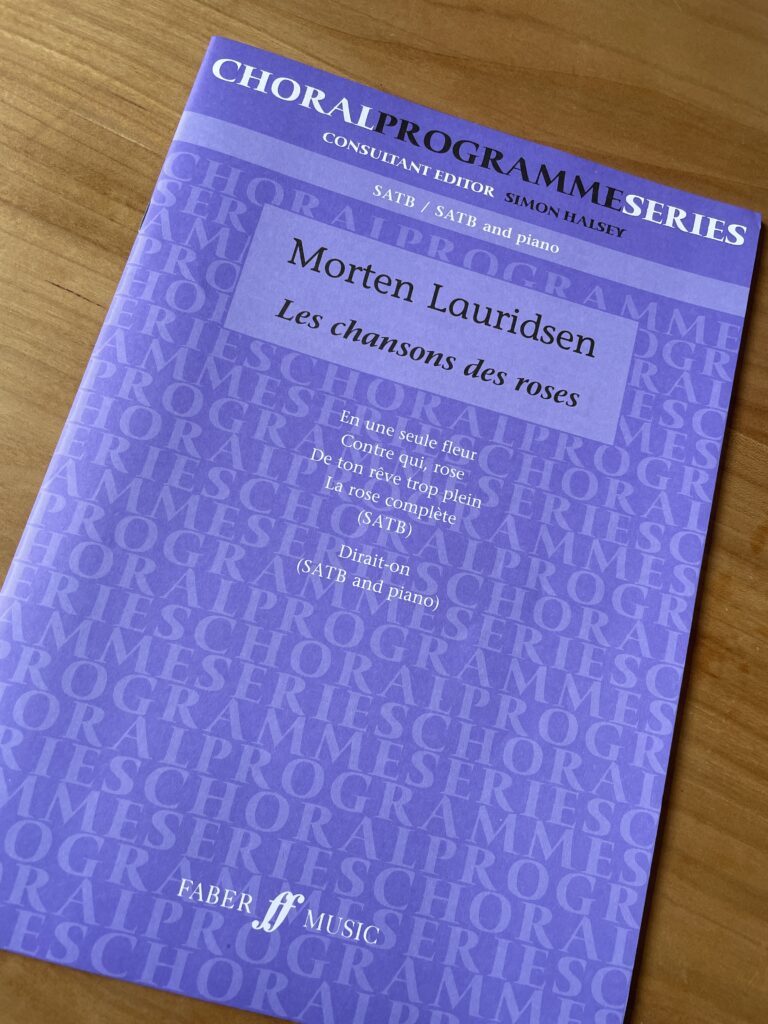 CHORALPROGRAMMESERIES
CONSULTANT EDITOR SIMON HALSEY
SATB / SATB and piano
Morten Lauridsen
Les chansons des roses
En une seule fleur
Contre qui, rose
De ton rêve trop plein
La rose complète
(SATB)
Dirait-on
(SATB and piano)
FABER ff MUSIC